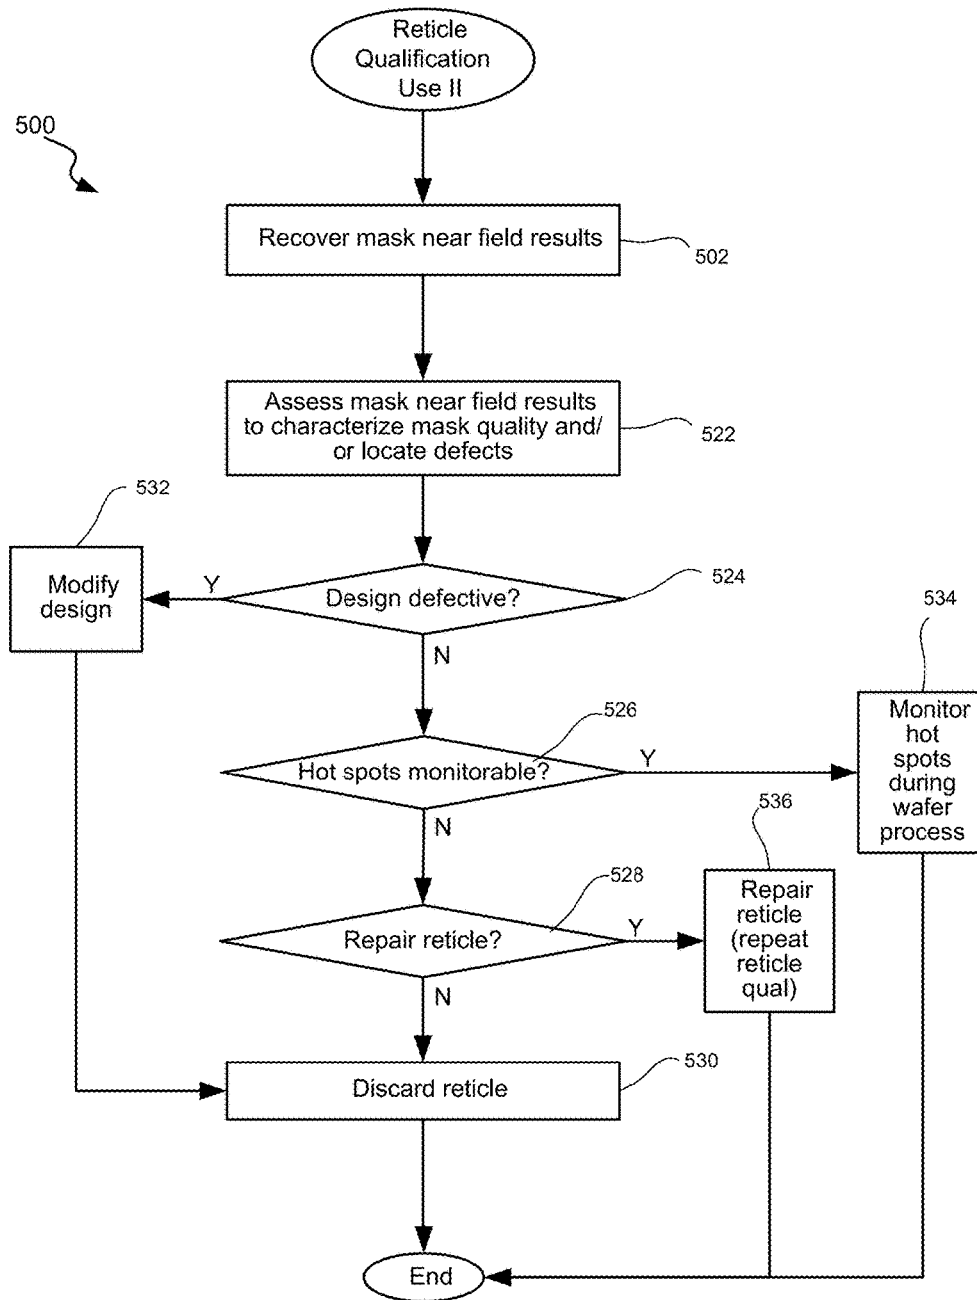 Reticle
Qualification
Use II
500
Recover mask near field results
502
Assess mask near field results
to characterize mask quality and/
or locate defects
522
532
Modify
design
Y
Design defective?
524
N
534
526
Hot spots monitorable?
Y
Monitor
hot
spots
during
wafer
process
N
536
528
Repair reticle?
Y
Repair
reticle
(repeat
reticle
qual)
N
530
Discard reticle
End